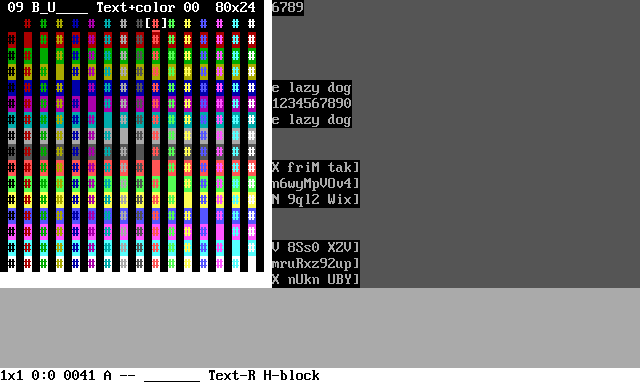 09 B_U____ Text+color 00  80x24
6789
# # # # # # # # #[#]# # # # # #
# # # # # # # # # # # # # # # #
# # # # # # # # # # # # # # # #
# # # # # # # # # # # # # # # #
# # # # # # # # # # # # # # # #
e lazy dog
# # # # # # # # # # # # # # # #
1234567890
# # # # # # # # # # # # # # # #
e lazy dog
# # # # # # # # # # # # # # # #
# # # # # # # # # # # # # # # #
# # # # # # # # # # # # # # # #
X friM tak]
# # # # # # # # # # # # # # # #
m6wyMpVOv4]
# # # # # # # # # # # # # # # #
N 9ql2 Wix]
# # # # # # # # # # # # # # # #
# # # # # # # # # # # # # # # #
# # # # # # # # # # # # # # # #
V 8Ss0 XZV]
# # # # # # # # # # # # # # # #
mruRxz92up]
X nUkn UBY]
1x1 0:0 0041 A -- _______ Text-R H-block